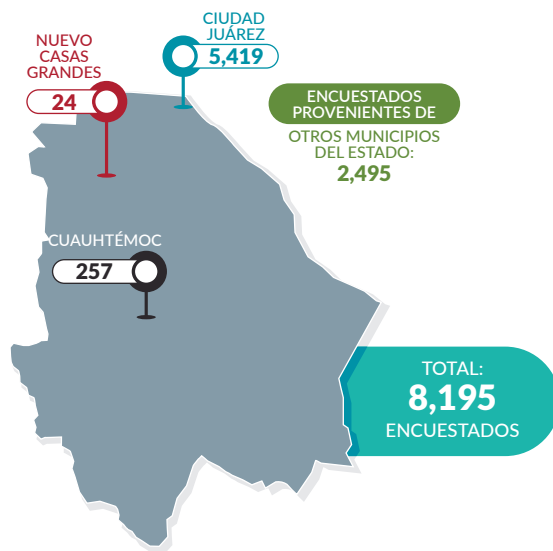 CIUDAD
JUÁREZ
5,419
NUEVO
CASAS
GRANDES
24
ENCUESTADOS
PROVENIENTES DE
OTROS MUNICIPIOS
DEL ESTADO:
2,495
CUAUHTÉMOC
257
TOTAL:
8,195
ENCUESTADOS